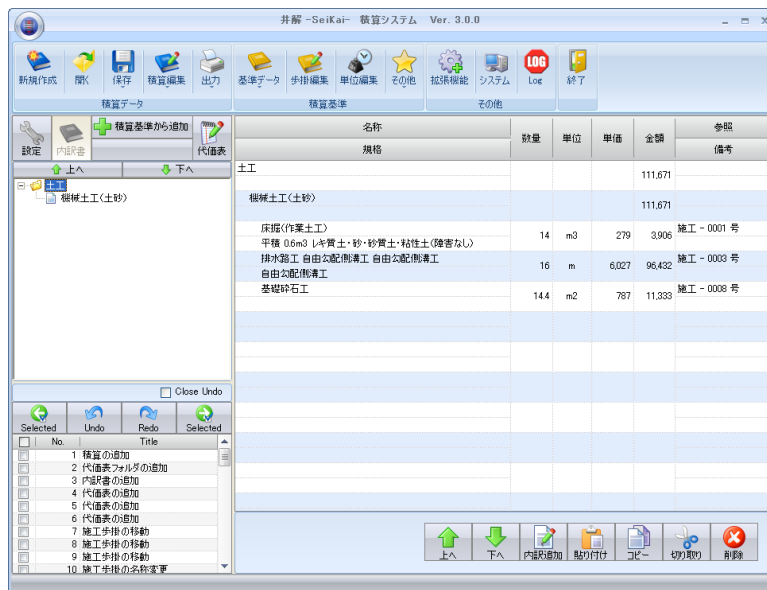 井解 -SeiKai- 積算システム Ver. 3.0.0
新規作成 開く 保存 積算編集 出力 基準データ 歩掛編集 単位編集 その他 拡張機能 システム Log 終了
積算データ 積算基準 その他
設定 内訳書 積算基準から追加 代価表
上へ 下へ
土工
機械土工(土砂)
名称 数量 単位 単価 金額 参照
規格 備考
土工 111,671
機械土工(土砂) 111,671
床掘(作業土工) 14 m3 279 3,906 施工 - 0001 号
平積 0.6m3 レキ質土・砂・砂質土・粘性土(障害なし)
排水路工 自由勾配側溝工 自由勾配側溝工 16 m 6,027 96,432 施工 - 0003 号
自由勾配側溝工
基礎砕石工 14.4 m2 787 11,333 施工 - 0008 号
Close Undo
Selected Undo Redo Selected
No. Title
1 積算の追加
2 代価表フォルダの追加
3 内訳書の追加
4 代価表の追加
5 代価表の追加
6 代価表の追加
7 施工歩掛の移動
8 施工歩掛の移動
9 施工歩掛の移動
10 施工歩掛の名称変更
上へ 下へ 内訳追加 貼り付け コピー 切り取り 削除